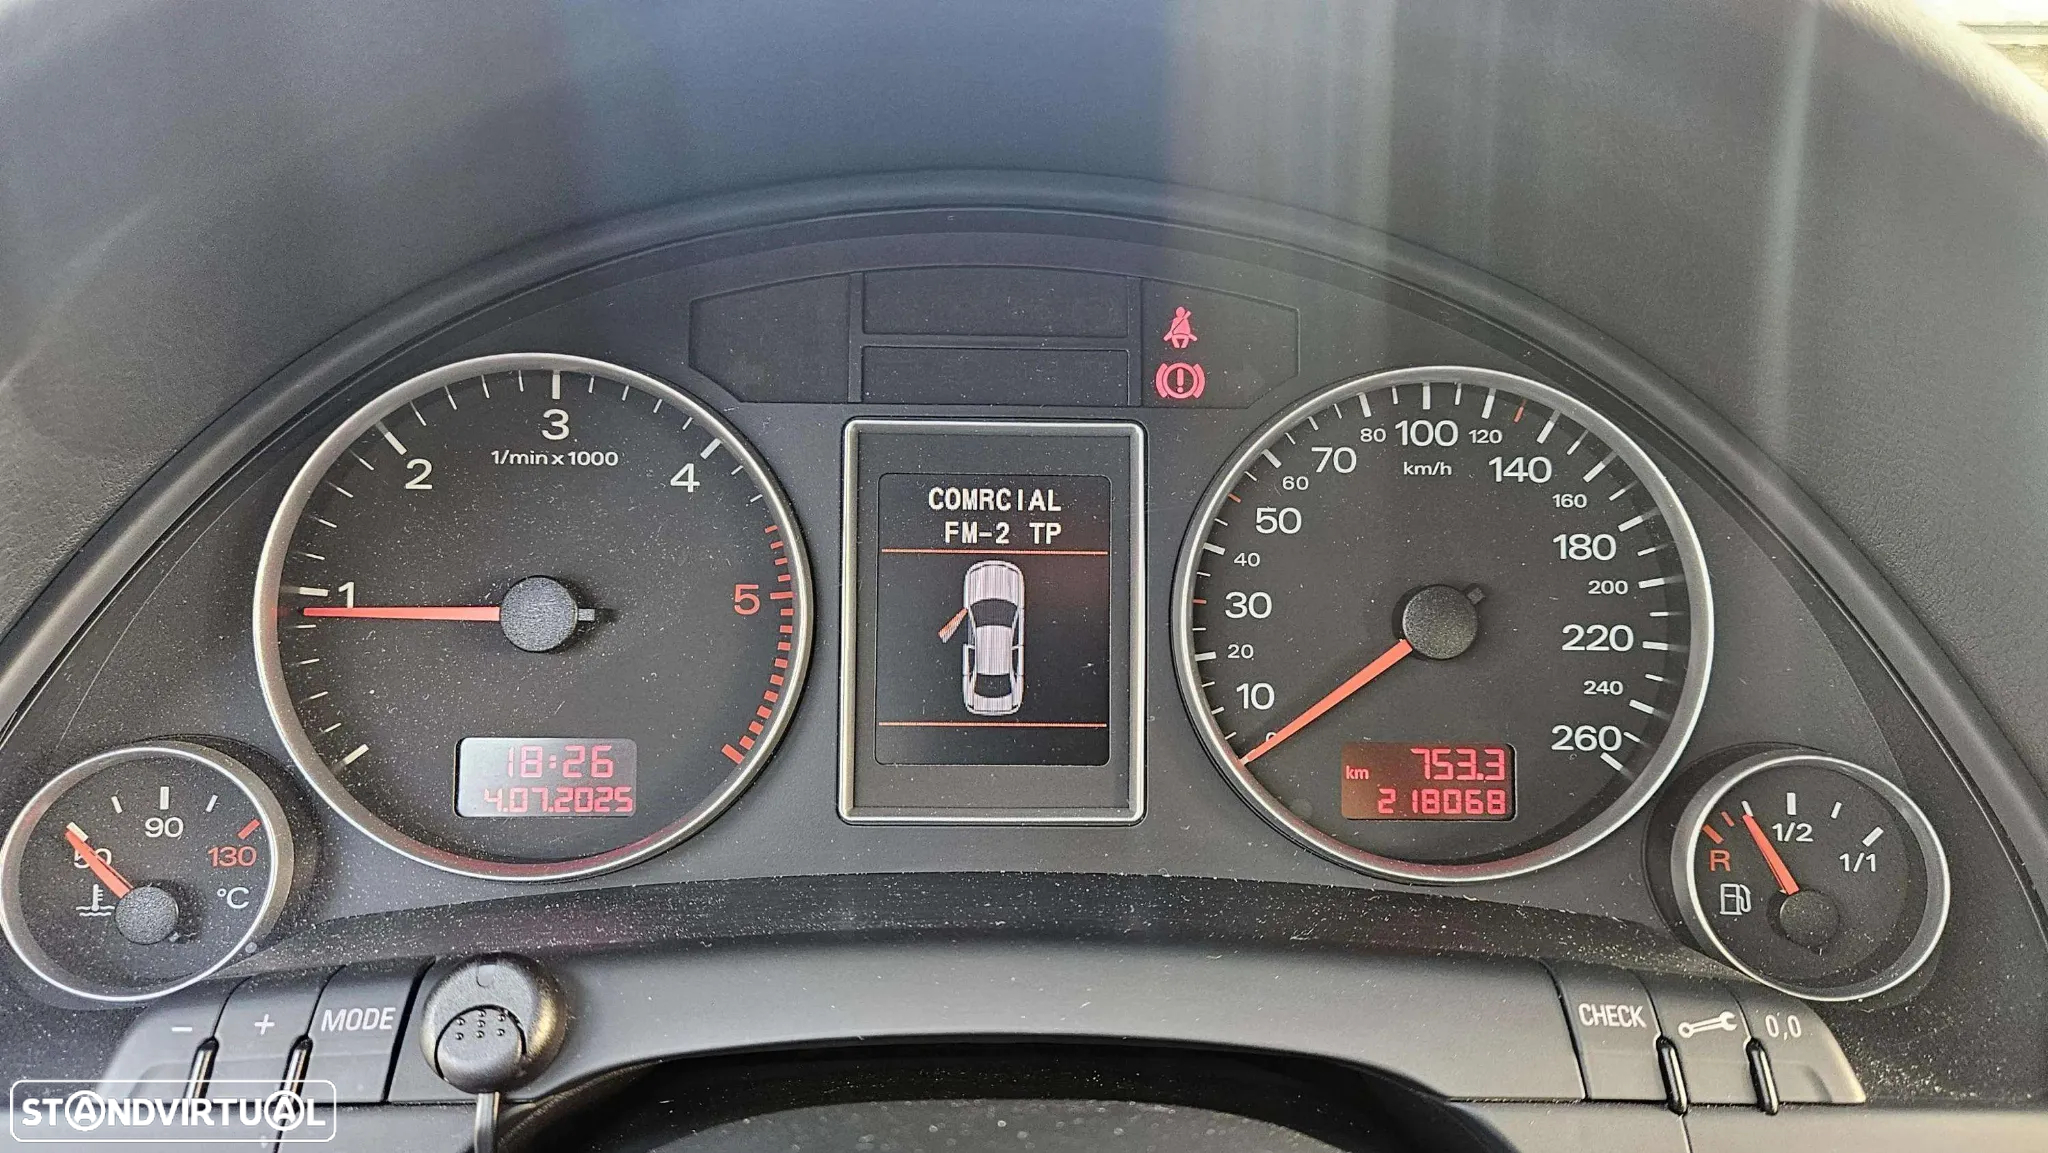 COMRCIAL
FM-2 TP
1 2 3 4 5
1/min x 1000
18:26
4.07.2025
0 10 20 30 40 50 60 70 80 100 120 140 160 180 200 220 240 260
km/h
km 753.3
218068
50 90 130
°C
R 1/2 1/1
- + MODE
CHECK 0,0
STANDVIRTUAL